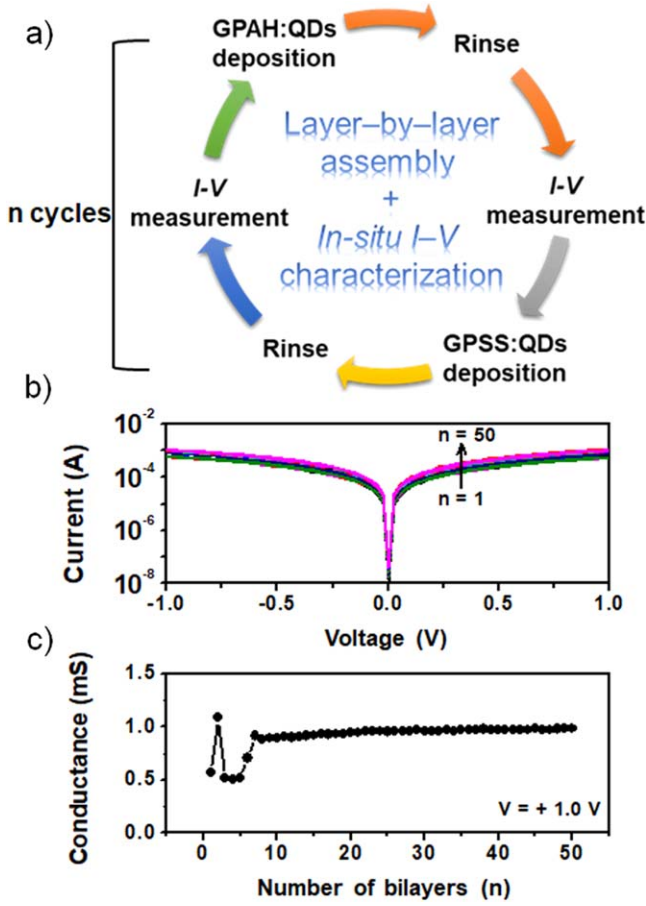 a)
GPAH:QDs
deposition
Rinse
I-V
measurement
GPSS:QDs
deposition
Rinse
I-V
measurement
n cycles
Layer–by–layer
assembly
+
In-situ I–V
characterization
b)
Current (A)
10⁻²
10⁻⁴
10⁻⁶
10⁻⁸
n = 50
n = 1
-1.0 -0.5 0.0 0.5 1.0
Voltage (V)
c)
Conductance (mS)
1.5
1.0
0.5
0.0
V = + 1.0 V
0 10 20 30 40 50
Number of bilayers (n)